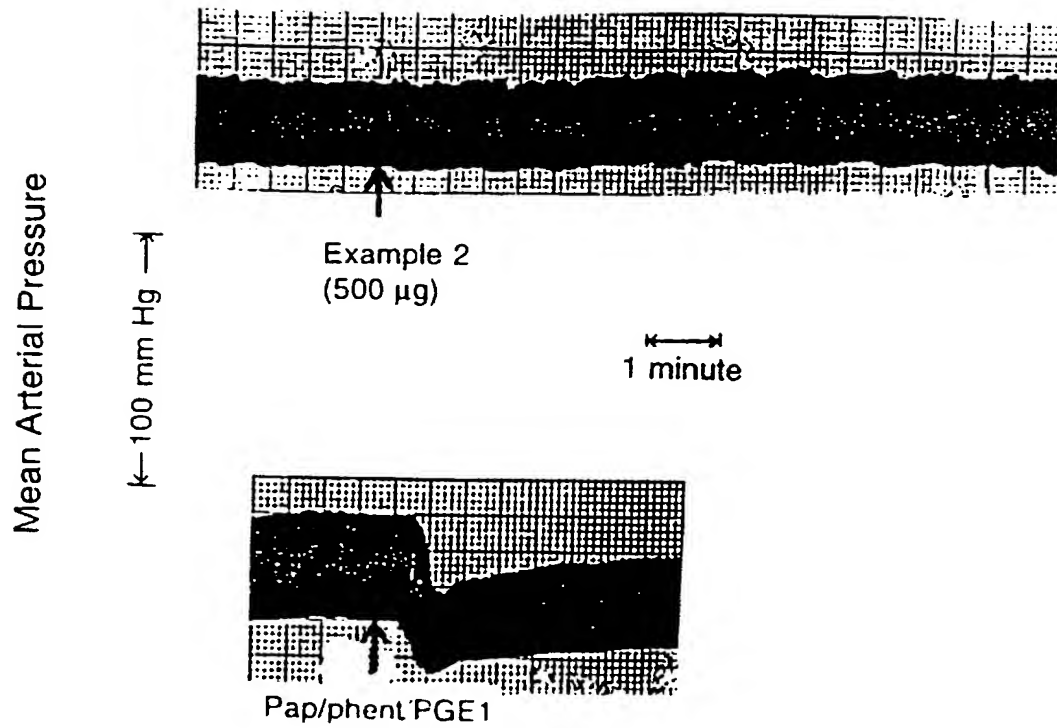 Mean Arterial Pressure
100 mm Hg
Example 2
(500 µg)
1 minute
Pap/phent/PGE1